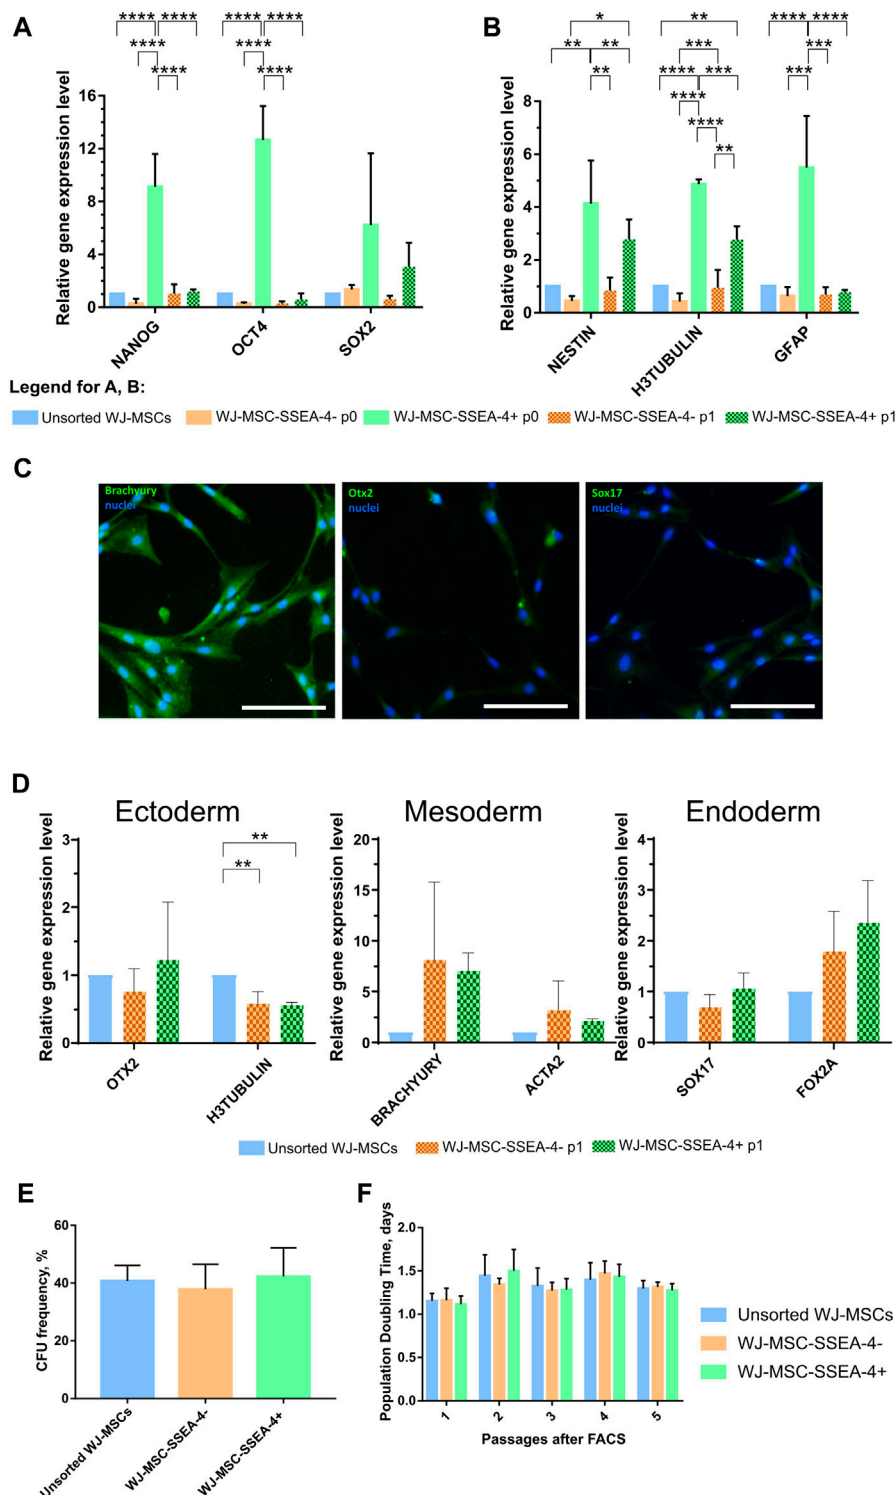 A
**** **** **** ****
**** ****
**** ****
Relative gene expression level
16
12
8
4
0
NANOG
OCT4
SOX2
B
* **
** ** *** **** ****
** **** *** *** ***
****
****
**
Relative gene expression level
8
6
4
2
0
NESTIN
H3TUBULIN
GFAP
Legend for A, B:
Unsorted WJ-MSCs WJ-MSC-SSEA-4- p0 WJ-MSC-SSEA-4+ p0 WJ-MSC-SSEA-4- p1 WJ-MSC-SSEA-4+ p1
C
Brachyury
nuclei
Otx2
nuclei
Sox17
nuclei
D
Ectoderm
Relative gene expression level
3
2
1
0
**
**
OTX2
H3TUBULIN
Mesoderm
Relative gene expression level
20
15
10
5
0
BRACHYURY
ACTA2
Endoderm
Relative gene expression level
4
3
2
1
0
SOX17
FOX2A
Unsorted WJ-MSCs WJ-MSC-SSEA-4- p1 WJ-MSC-SSEA-4+ p1
E
CFU frequency, %
60
40
20
0
Unsorted WJ-MSCs
WJ-MSC-SSEA-4-
WJ-MSC-SSEA-4+
F
Population Doubling Time, days
2.0
1.5
1.0
0.5
0.0
1 2 3 4 5
Passages after FACS
Unsorted WJ-MSCs
WJ-MSC-SSEA-4-
WJ-MSC-SSEA-4+